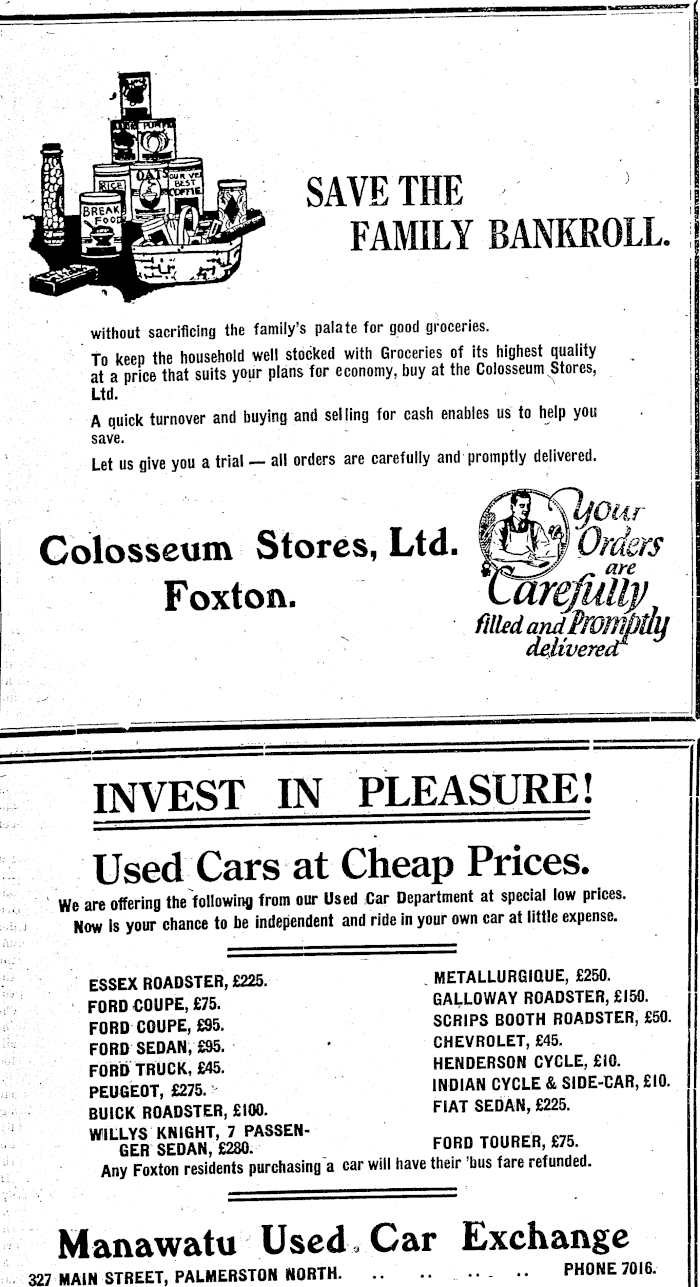 PUMPK
RICE
OATS
OUR VE
BEST
COFFEE
BREAK
FOOD
SAVE THE
FAMILY BANKROLL.
without sacrificing the family's palate for good groceries.
To keep the household well stocked with Groceries of its highest quality
at a price that suits your plans for economy, buy at the Colosseum Stores,
Ltd.
A quick turnover and buying and selling for cash enables us to help you
save.
Let us give you a trial — all orders are carefully and promptly delivered.
Colosseum Stores, Ltd.
Foxton.
Your
Orders
are
Carefully
filled and Promptly
delivered
INVEST IN PLEASURE!
Used Cars at Cheap Prices.
We are offering the following from our Used Car Department at special low prices.
Now is your chance to be independent and ride in your own car at little expense.
ESSEX ROADSTER, £225.
FORD COUPE, £75.
FORD COUPE, £95.
FORD SEDAN, £95.
FORD TRUCK, £45.
PEUGEOT, £275.
BUICK ROADSTER, £100.
WILLYS KNIGHT, 7 PASSEN-
GER SEDAN, £280.
METALLURGIQUE, £250.
GALLOWAY ROADSTER, £150.
SCRIPS BOOTH ROADSTER, £50.
CHEVROLET, £45.
HENDERSON CYCLE, £10.
INDIAN CYCLE & SIDE-CAR, £10.
FIAT SEDAN, £225.
FORD TOURER, £75.
Any Foxton residents purchasing a car will have their 'bus fare refunded.
Manawatu Used Car Exchange
327 MAIN STREET, PALMERSTON NORTH. .. .. .. .. PHONE 7016.